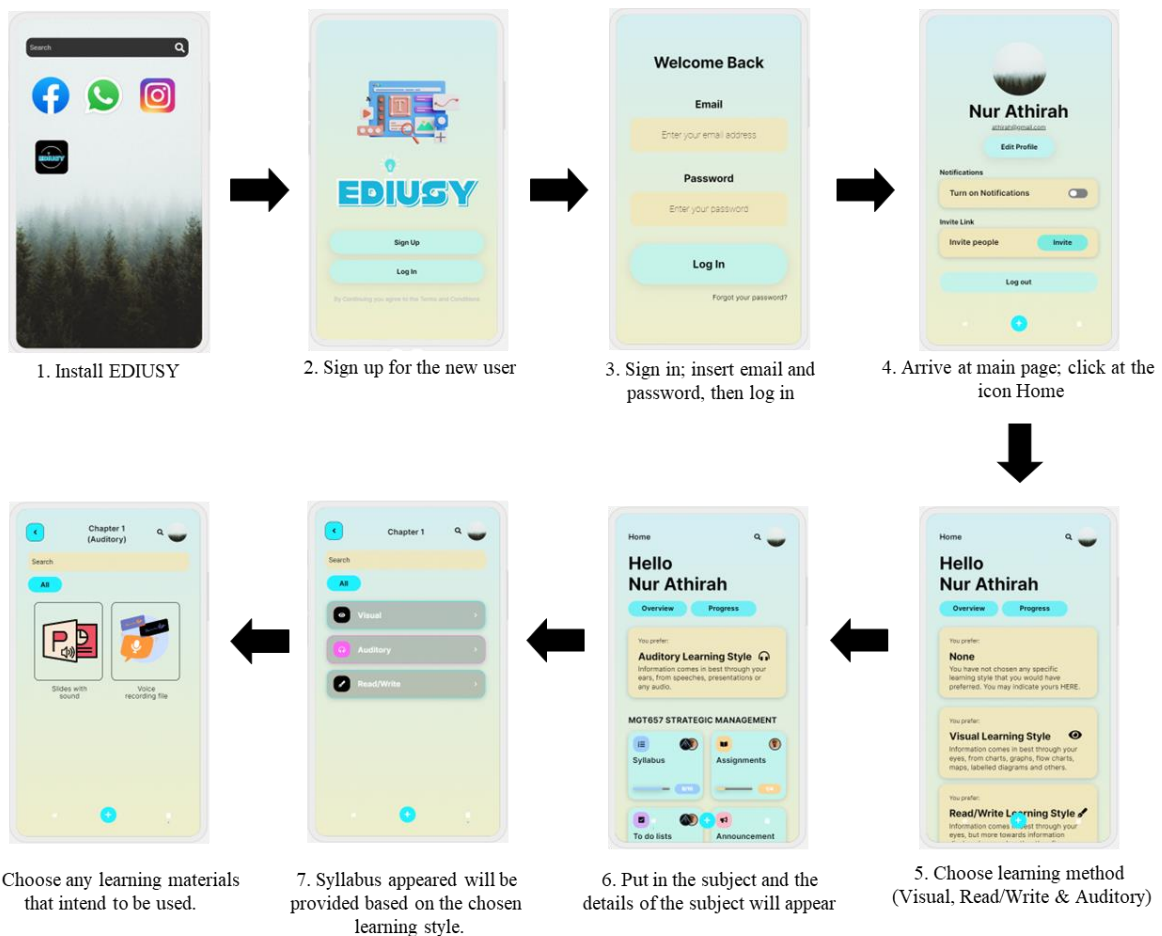 Search
EDIUSY
1. Install EDIUSY
EDIUSY
Sign Up
Log In
By Continuing you agree to the Terms and Conditions
2. Sign up for the new user
Welcome Back
Email
Enter your email address
Password
Enter your password
Log In
Forgot your password?
3. Sign in; insert email and
password, then log in
Nur Athirah
athirah@gmail.com
Edit Profile
Notifications
Turn on Notifications
Invite Link
Invite people
Invite
Log out
4. Arrive at main page; click at the
icon Home
Home
Hello
Nur Athirah
Overview
Progress
You prefer:
None
You have not chosen any specific
learning style that you would have
preferred. You may indicate yours HERE.
You prefer:
Visual Learning Style
Information comes in best through your
eyes, from charts, graphs, flow charts,
maps, labelled diagrams and others.
You prefer:
Read/Write Learning Style
Information comes in best through your
eyes, but more towards information
5. Choose learning method
(Visual, Read/Write & Auditory)
Home
Hello
Nur Athirah
Overview
Progress
You prefer:
Auditory Learning Style
Information comes in best through your
ears, from speeches, presentations or
any audio.
MGT657 STRATEGIC MANAGEMENT
Syllabus
Assignments
To do lists
Announcement
6. Put in the subject and the
details of the subject will appear
Chapter 1
Search
All
Visual
Auditory
Read/Write
7. Syllabus appeared will be
provided based on the chosen
learning style.
Chapter 1
(Auditory)
Search
All
P
Slides with
sound
Voice
recording file
Choose any learning materials
that intend to be used.